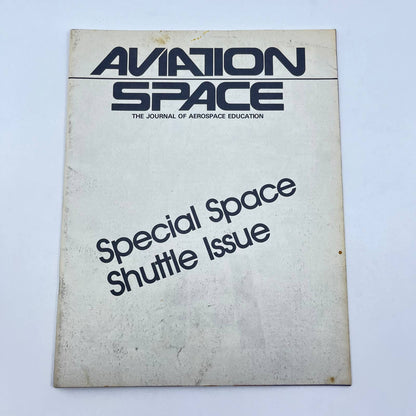 AVIATION
SPACE
THE JOURNAL OF AEROSPACE EDUCATION
Special Space
Shuttle Issue